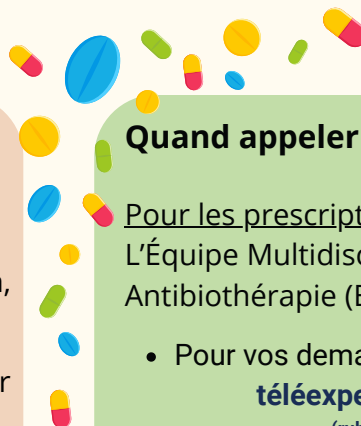 Quand appeler
Pour les prescript
L'Équipe Multidisc
Antibiothérapie (
• Pour vos dema
téléexpe